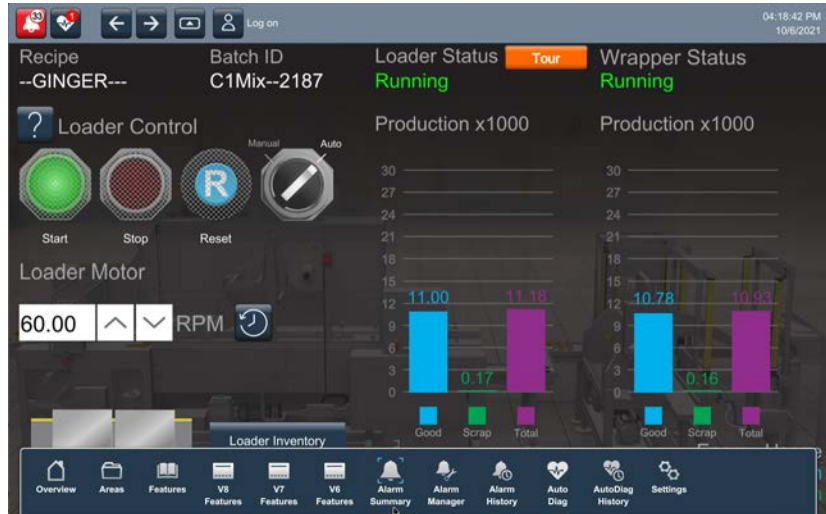 33
1
Log on
04:18:42 PM
10/6/2021
Recipe
--GINGER---
Batch ID
C1Mix--2187
Loader Status
Running
Tour
Wrapper Status
Running
? Loader Control
Manual
Auto
R
Start
Stop
Reset
Loader Motor
60.00
RPM
Production x1000
30
27
24
21
18
15
12
9
6
3
0
11.00
0.17
11.18
Good
Scrap
Total
Production x1000
30
27
24
21
18
15
12
9
6
3
0
10.78
0.16
10.93
Good
Scrap
Total
Loader Inventory
Overview
Areas
Features
V8 Features
V7 Features
V6 Features
Alarm Summary
Alarm Manager
Alarm History
Auto Diag
AutoDiag History
Settings